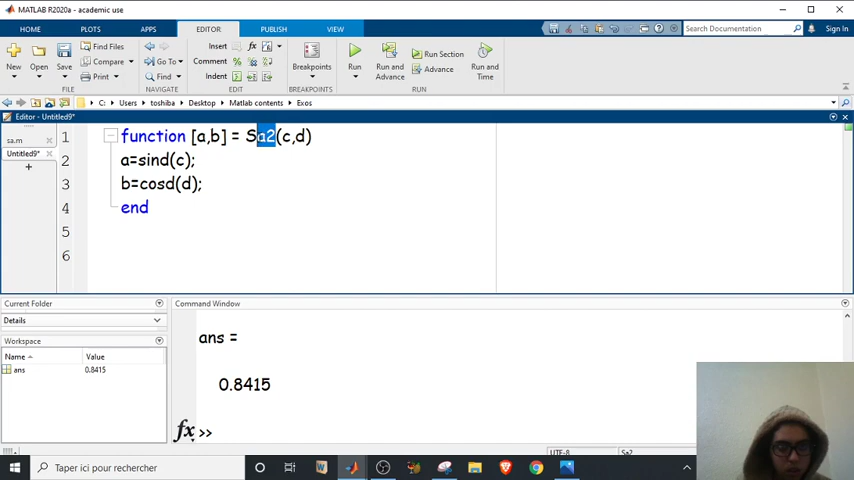 MATLAB R2020a - academic use
HOME PLOTS APPS EDITOR PUBLISH VIEW Search Documentation Sign In
New Open Save Find Files Compare Print Go To Find Insert Comment Indent Breakpoints Run Run and Advance Run Section Advance Run and Time
FILE NAVIGATE EDIT BREAKPOINTS RUN
C: Users toshiba Desktop Matlab contents Exos
Editor - Untitled9*
sa.m
Untitled9*
1 function [a,b] = Sa2(c,d)
2 a=sind(c);
3 b=cosd(d);
4 end
5
6
Current Folder
Details
Workspace
Name Value
ans 0.8415
Command Window
ans =
0.8415
fx >>
UTF-8 Sa2
Taper ici pour rechercher